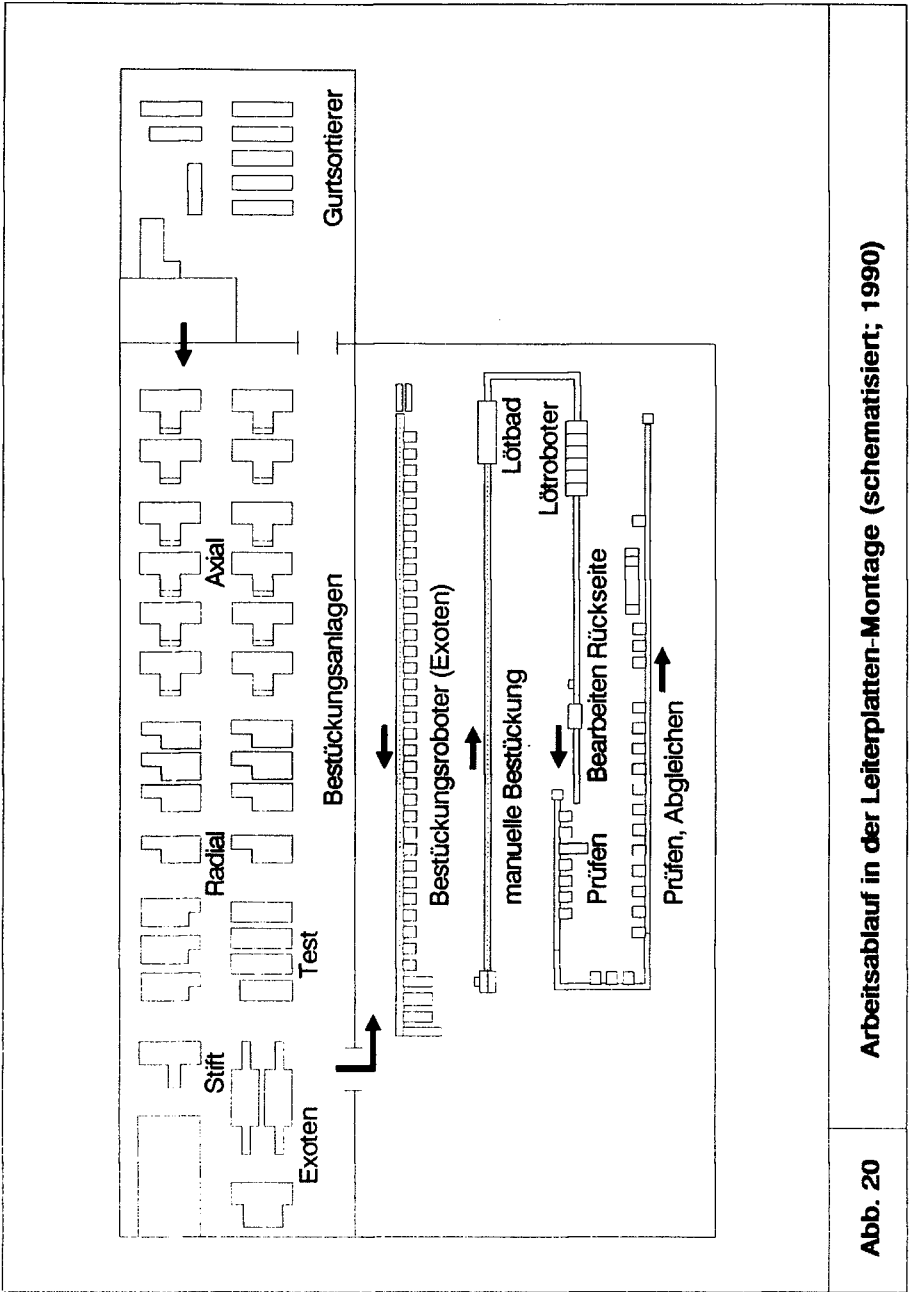 Gurtsortierer
Axial
Radial
Test
Stift
Exoten
Bestückungsanlagen
Bestückungsroboter (Exoten)
manuelle Bestückung
Lötbad
Lötroboter
Bearbeiten Rückseite
Prüfen
Prüfen, Abgleichen
Abb. 20
Arbeitsablauf in der Leiterplatten-Montage (schematisiert; 1990)